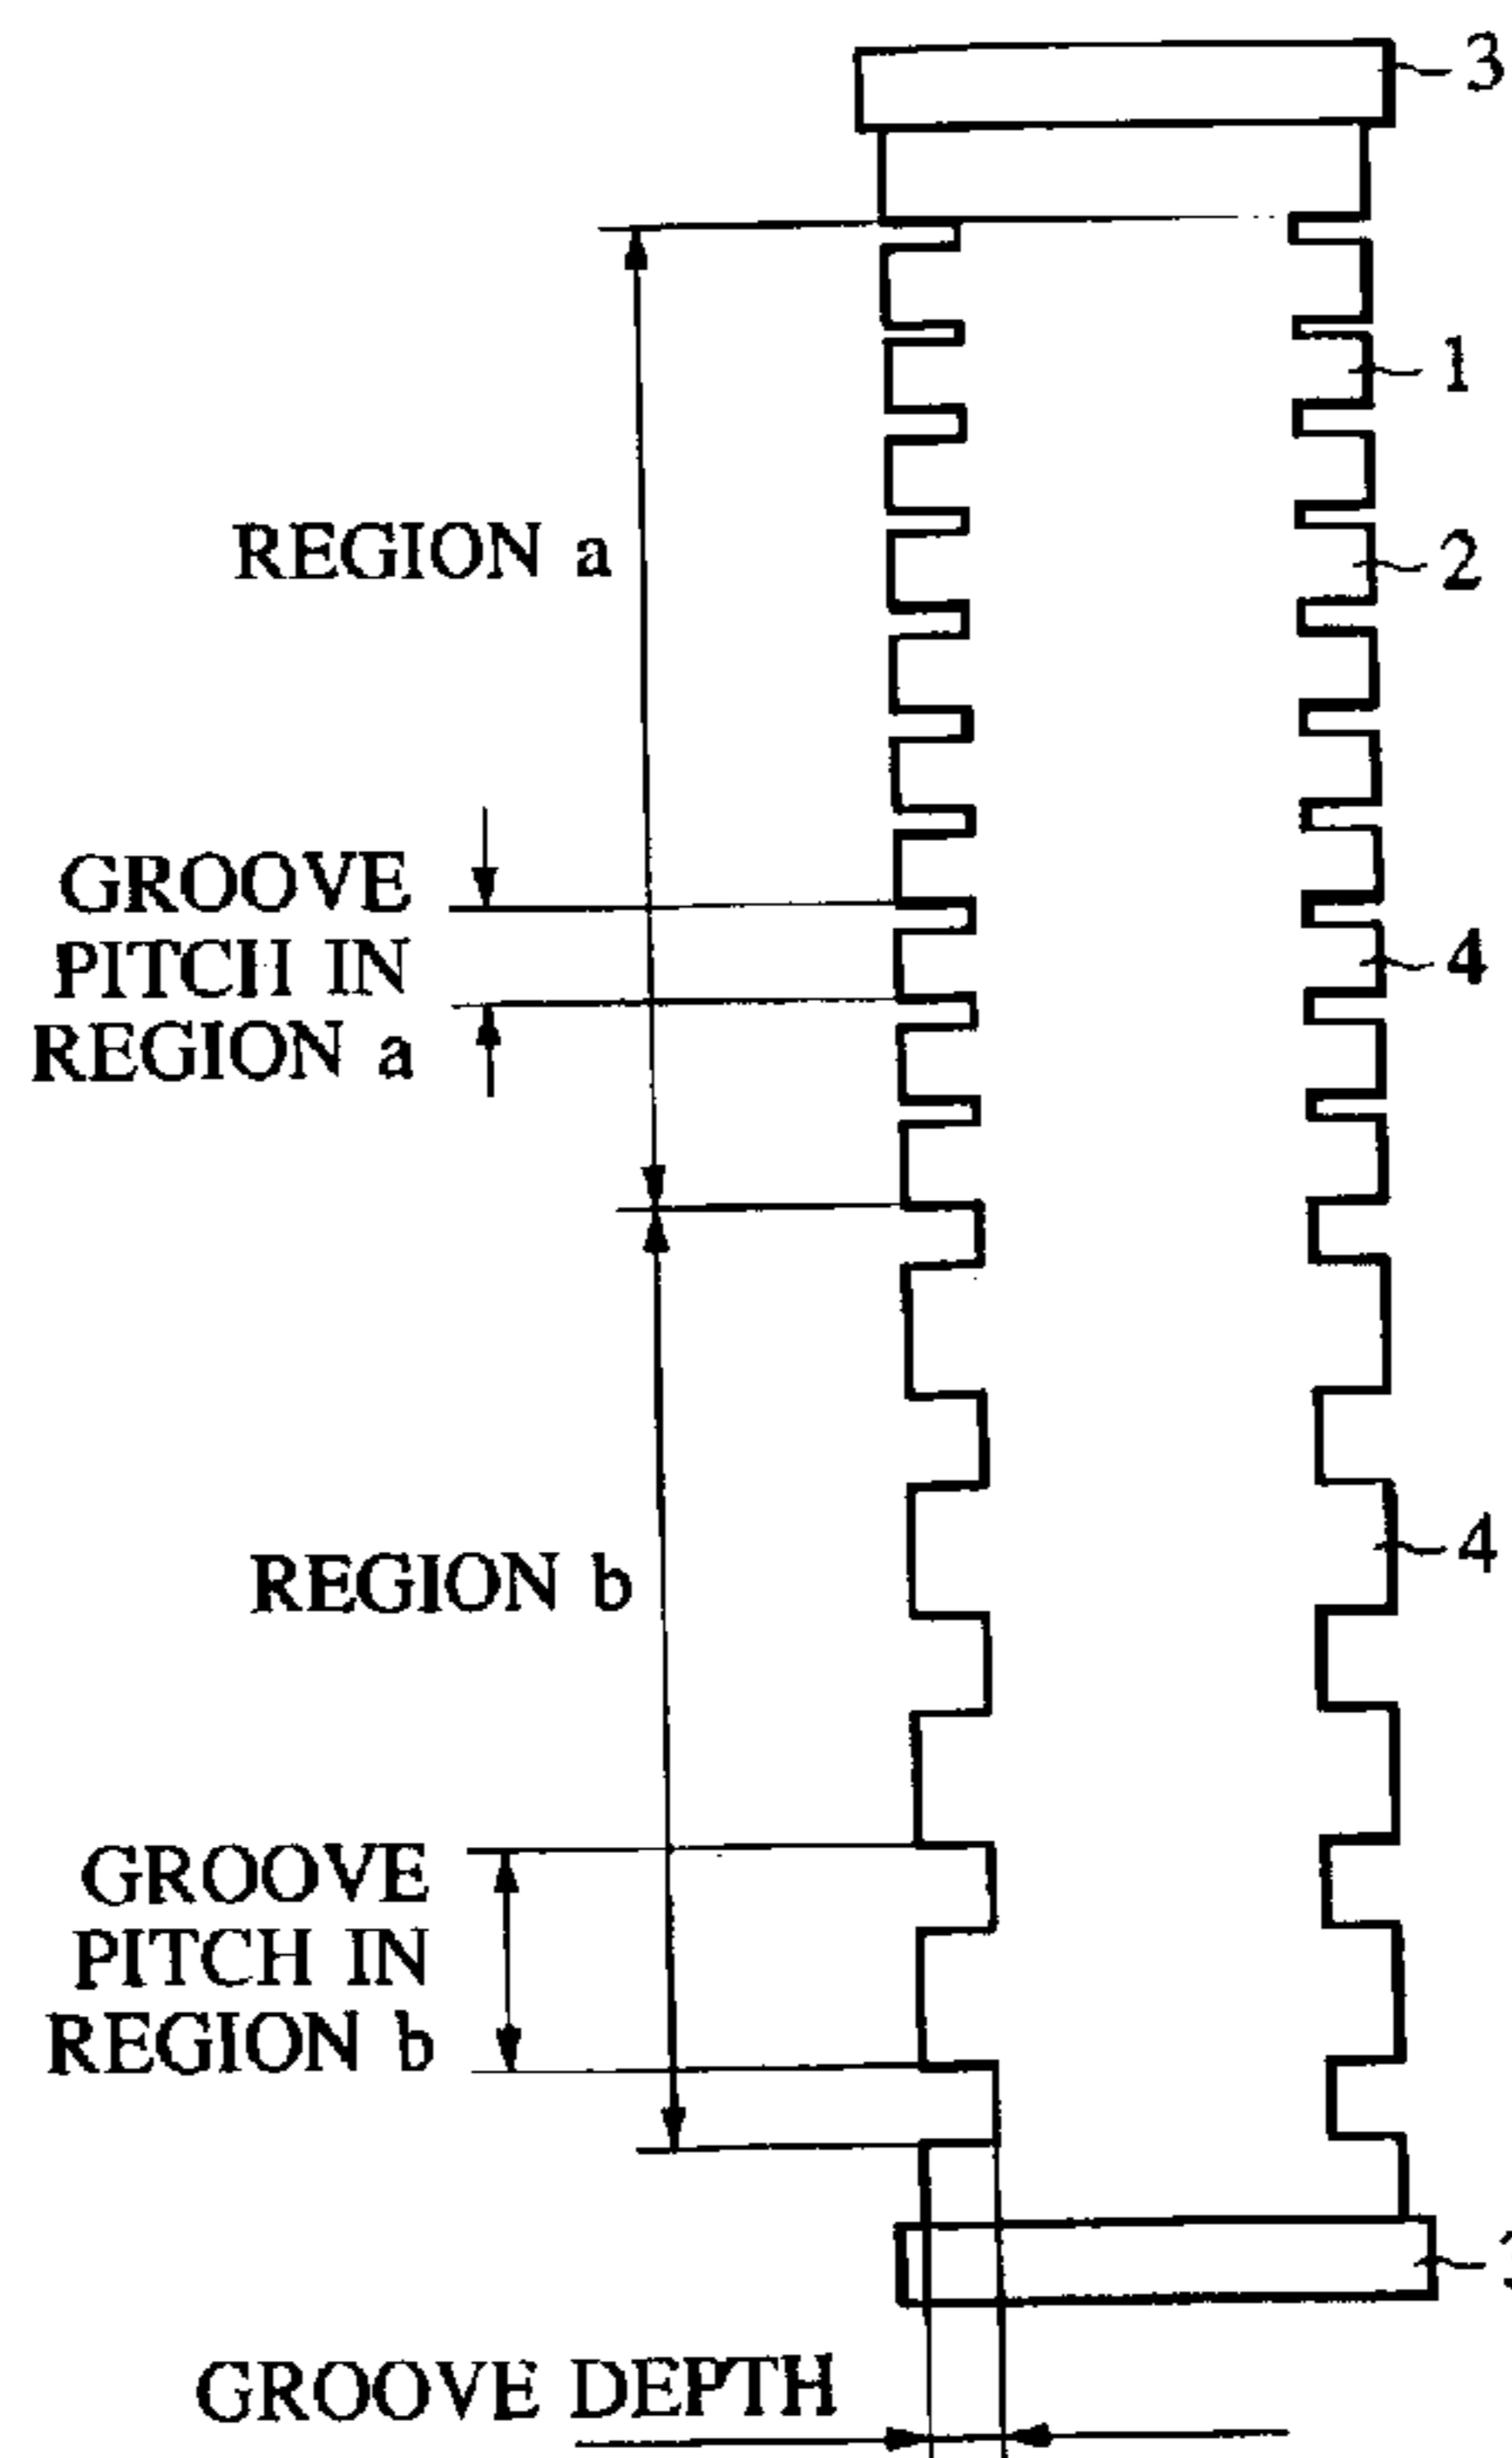 3
1
REGION a
2
GROOVE
PITCH IN
REGION a
4
REGION b
4
GROOVE
PITCH IN
REGION b
GROOVE DEPTH